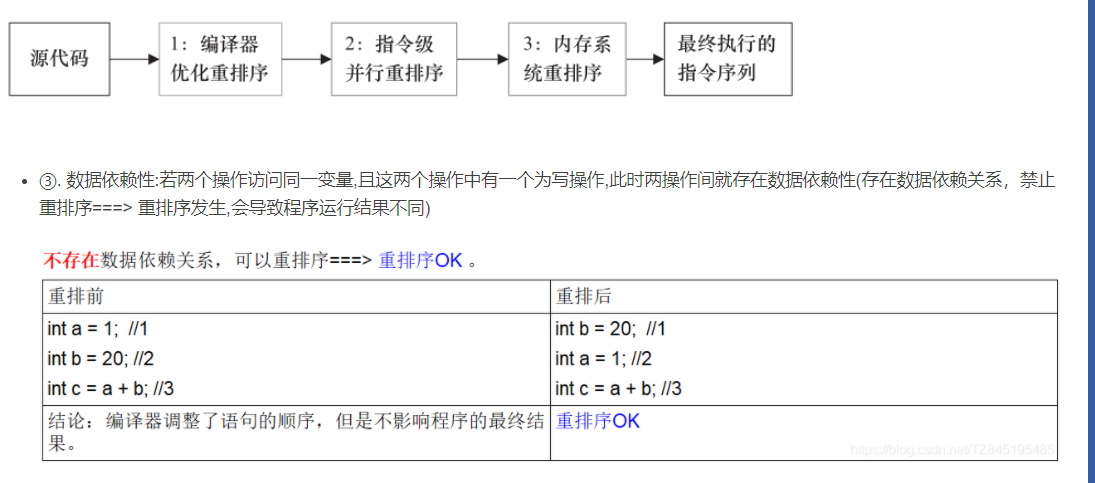 源代码
1：编译器
优化重排序
2：指令级
并行重排序
3：内存系
统重排序
最终执行的
指令序列
③. 数据依赖性:若两个操作访问同一变量,且这两个操作中有一个为写操作,此时两操作间就存在数据依赖性(存在数据依赖关系，禁止
重排序===> 重排序发生,会导致程序运行结果不同)
不存在数据依赖关系，可以重排序===> 重排序OK 。
重排前
重排后
int a = 1;  //1
int b = 20;  //1
int b = 20; //2
int a = 1; //2
int c = a + b; //3
int c = a + b; //3
结论：编译器调整了语句的顺序，但是不影响程序的最终结
果。
重排序OK
https://blog.csdn.net/TZ845195485